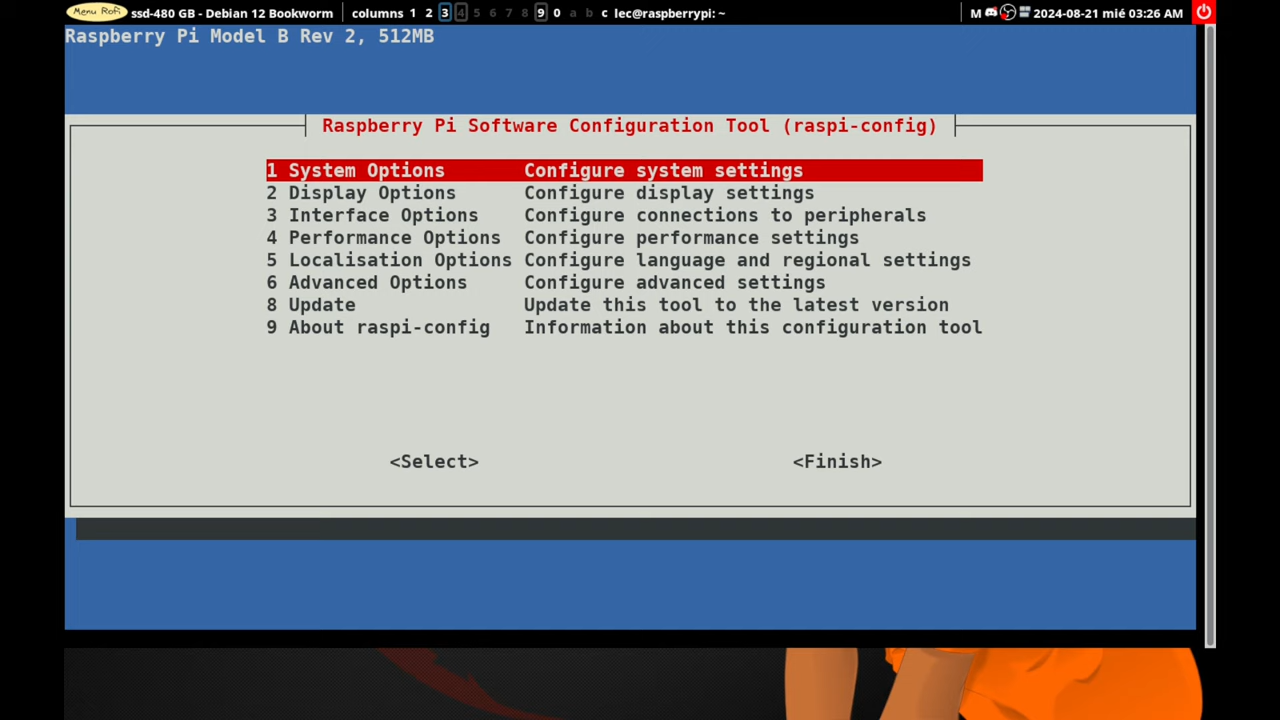 Menu Rofi ssd-480 GB - Debian 12 Bookworm columns 1 2 3 4 5 6 7 8 9 0 a b c lec@raspberrypi: ~ M 2024-08-21 mié 03:26 AM
Raspberry Pi Model B Rev 2, 512MB
Raspberry Pi Software Configuration Tool (raspi-config)
1 System Options Configure system settings
2 Display Options Configure display settings
3 Interface Options Configure connections to peripherals
4 Performance Options Configure performance settings
5 Localisation Options Configure language and regional settings
6 Advanced Options Configure advanced settings
8 Update Update this tool to the latest version
9 About raspi-config Information about this configuration tool
<Select> <Finish>